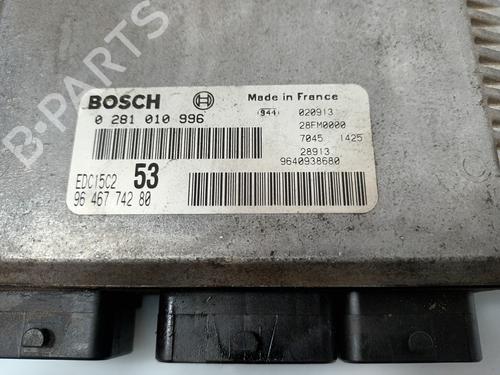 BOSCH Made in France
0 281 010 996 944 020913
28FM0000
7045 1425
28913
9640938680
EDC15C2 53
96 467 742 80
B-PARTS